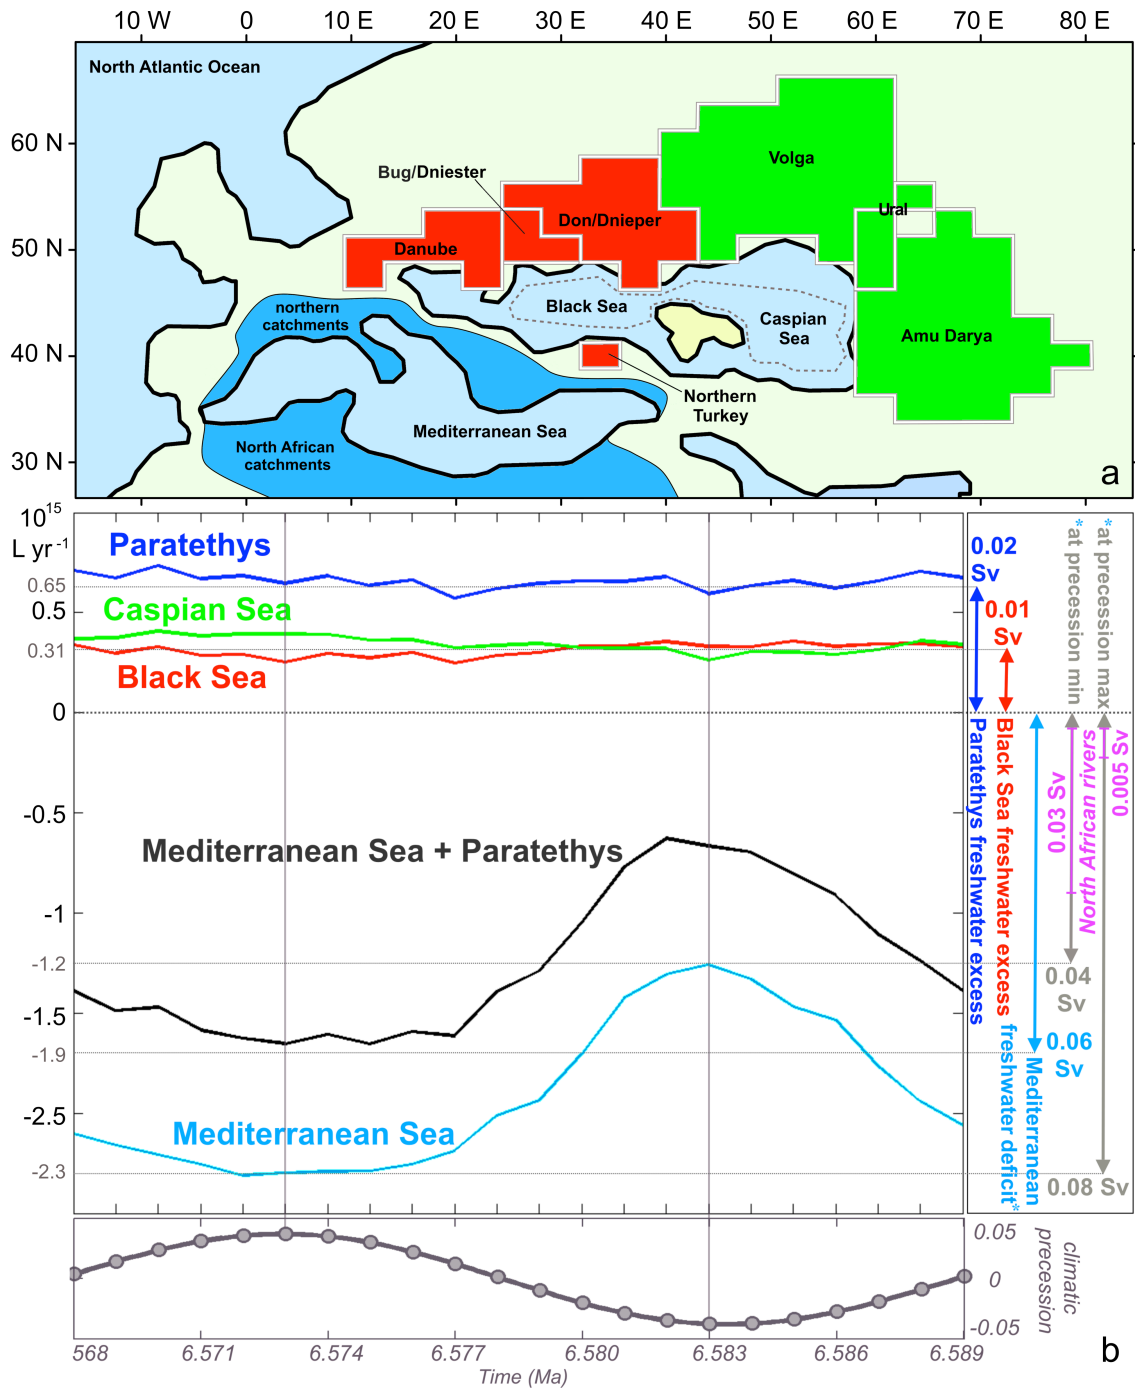 10 W 0 10 E 20 E 30 E 40 E 50 E 60 E 70 E 80 E
North Atlantic Ocean
60 N
Volga
Bug/Dniester
Ural
Don/Dnieper
50 N
Danube
northern
catchments
Black Sea
Caspian
Sea
Amu Darya
40 N
Northern
Turkey
Mediterranean Sea
North African
catchments
30 N
a
10 15
L yr -1
Paratethys
0.65
Caspian Sea
0.5
0.31
Black Sea
0
-0.5
Mediterranean Sea + Paratethys
-1
-1.2
-1.5
-1.9
-2.5
Mediterranean Sea
-2.3
0.02
Sv
0.01
Sv
*at precession min
*at precession max
Paratethys freshwater excess
Black Sea freshwater excess
0.03 Sv
North African rivers
0.005 Sv
0.04
Sv
0.06
Sv
Mediterranean
freshwater deficit*
0.08 Sv
0.05
0
-0.05
climatic
precession
b
568 6.571 6.574 6.577 6.580 6.583 6.586 6.589
Time (Ma)